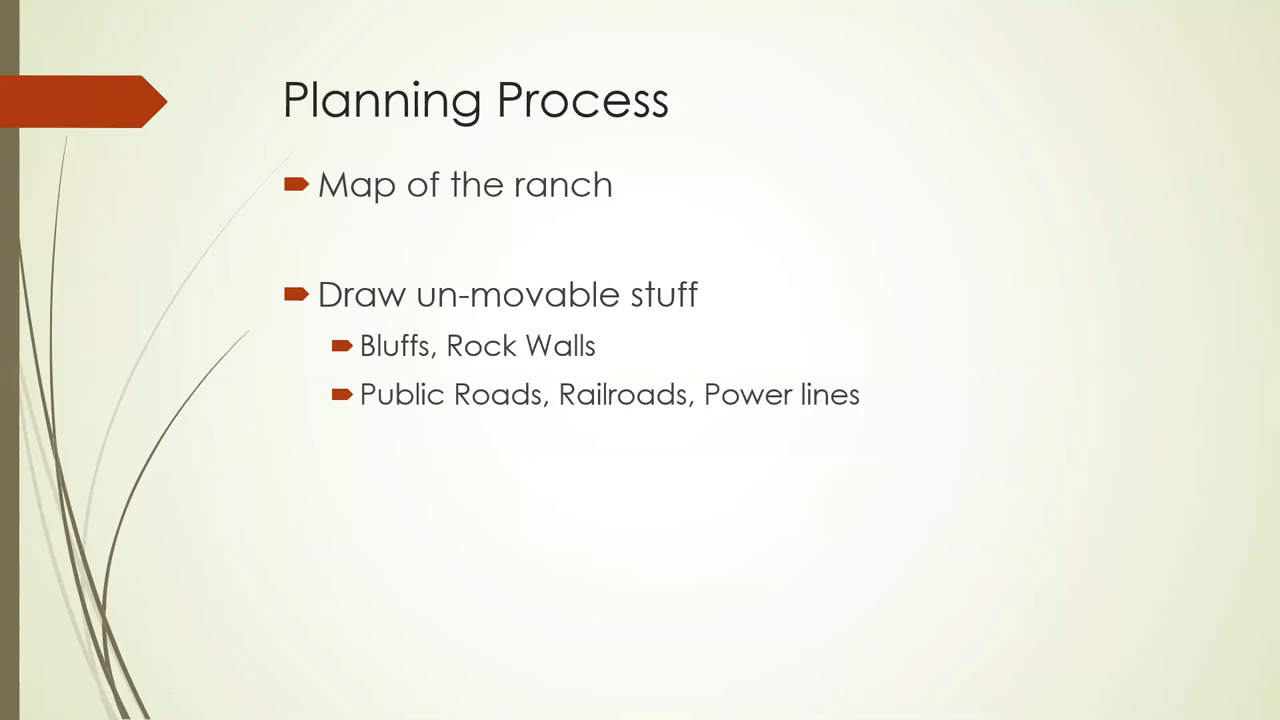 Planning Process
Map of the ranch
Draw un-movable stuff
Bluffs, Rock Walls
Public Roads, Railroads, Power lines